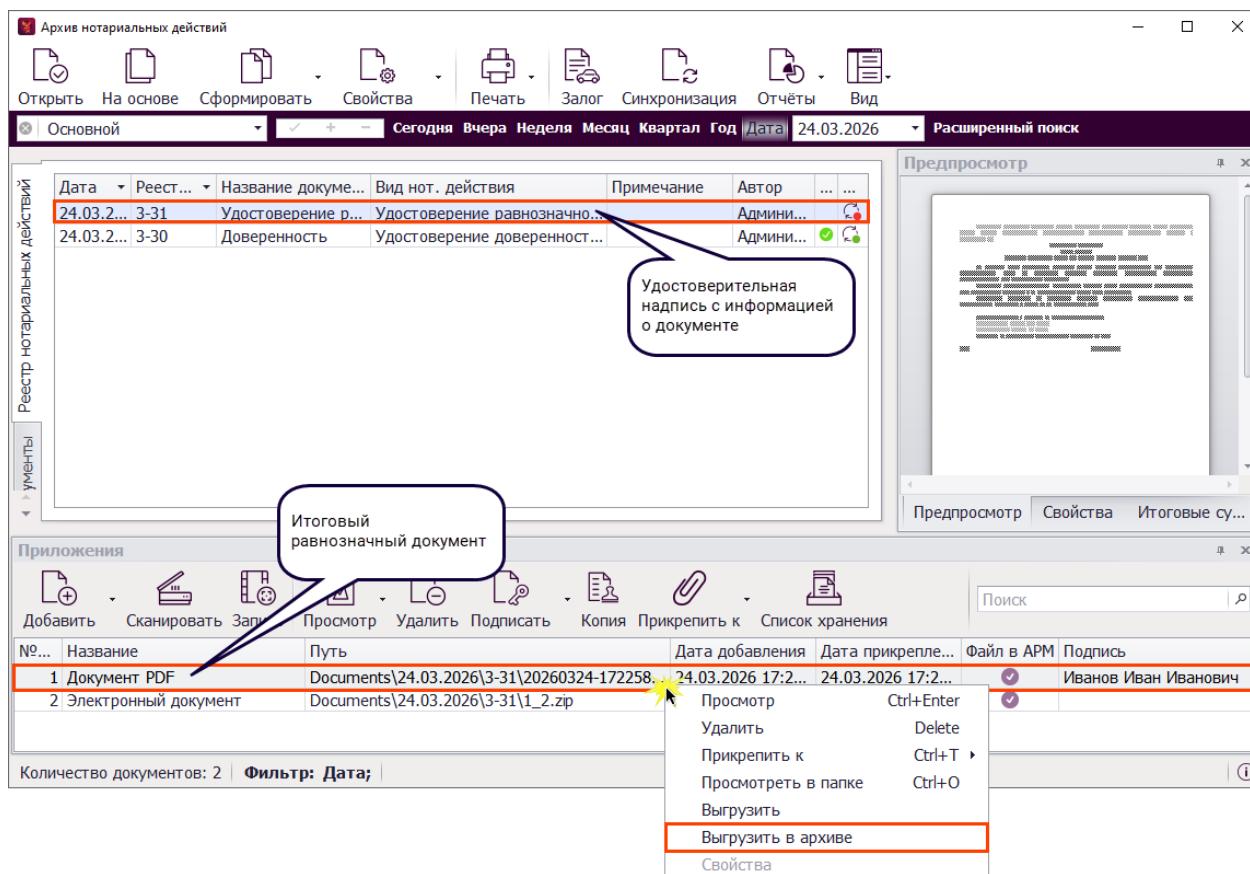 Архив нотариальных действий
Открыть На основе Сформировать Свойства Печать Залог Синхронизация Отчёты Вид
Основной Сегодня Вчера Неделя Месяц Квартал Год Дата 24.03.2026 Расширенный поиск
Реестр нотариальных действий
ументы
Дата Реест... Название докуме... Вид нот. действия Примечание Автор ... ...
24.03.2... 3-31 Удостоверение р... Удостоверение равнозначно... Админи...
24.03.2... 3-30 Доверенность Удостоверение доверенност... Админи...
Удостоверительная
надпись с информацией
о документе
Предпросмотр
Предпросмотр Свойства Итоговые су...
Итоговый
равнозначный документ
Приложения
Добавить Сканировать Просмотр Удалить Подписать Копия Прикрепить к Список хранения Поиск
№... Название Путь Дата добавления Дата прикрепле... Файл в АРМ Подпись
1 Документ PDF Documents\24.03.2026\3-31\20260324-172258... 24.03.2026 17:2... 24.03.2026 17:2... Иванов Иван Иванович
2 Электронный документ Documents\24.03.2026\3-31\1_2.zip
Просмотр Ctrl+Enter
Удалить Delete
Прикрепить к Ctrl+T
Просмотреть в папке Ctrl+O
Выгрузить
Выгрузить в архиве
Свойства
Количество документов: 2 Фильтр: Дата;